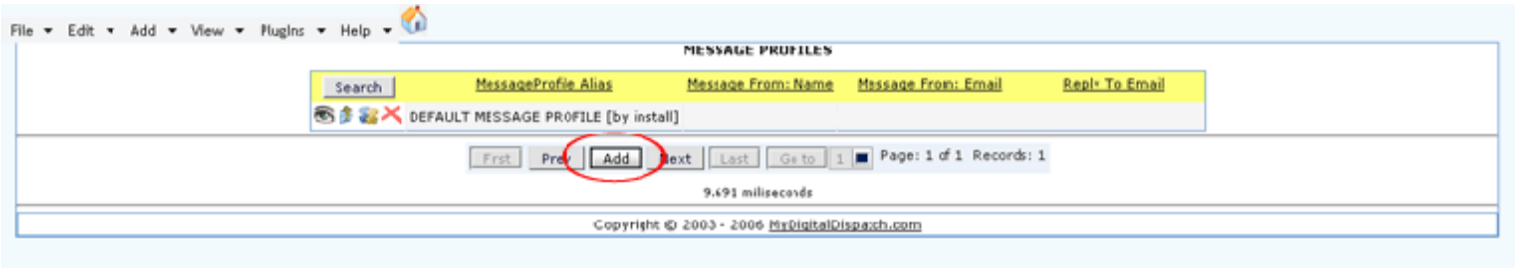 File Edit Add View Plugins Help
MESSAGE PROFILES
Search MessageProfile Alias Message From: Name Message From: Email Reply To Email
DEFAULT MESSAGE PROFILE [by install]
First Prev Add Next Last Go to 1 Page: 1 of 1 Records: 1
9.691 miliseconds
Copyright © 2003 - 2006 MyDigitalDispatch.com